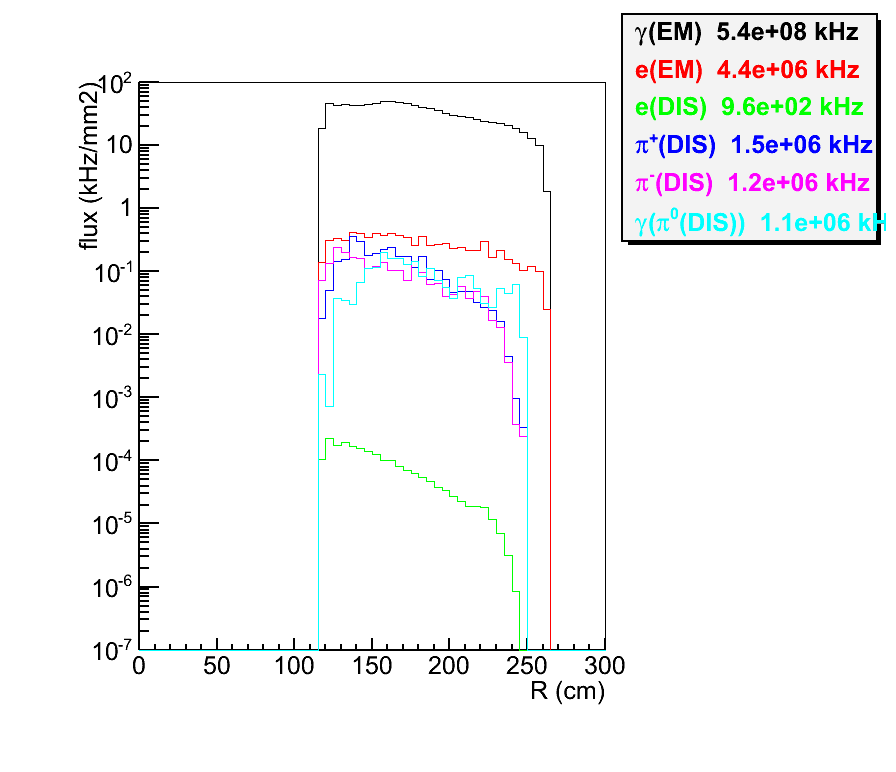 γ(EM) 5.4e+08 kHz
e(EM) 4.4e+06 kHz
e(DIS) 9.6e+02 kHz
π+(DIS) 1.5e+06 kHz
π-(DIS) 1.2e+06 kHz
γ(π0(DIS)) 1.1e+06 kH
flux (kHz/mm2)
10^2
10
1
10^-1
10^-2
10^-3
10^-4
10^-5
10^-6
10^-7
0 50 100 150 200 250 300
R (cm)